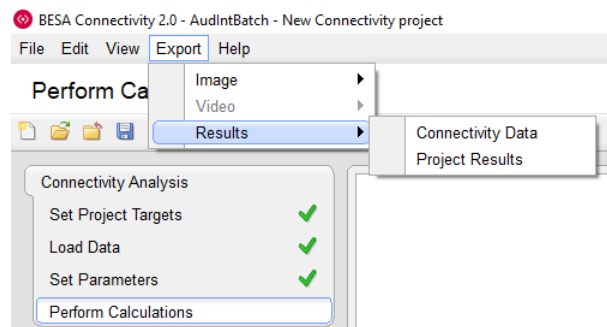 BESA Connectivity 2.0 - AudIntBatch - New Connectivity project
File Edit View Export Help
Perform Ca
Image
Video
Results
Connectivity Data
Project Results
Connectivity Analysis
Set Project Targets
Load Data
Set Parameters
Perform Calculations